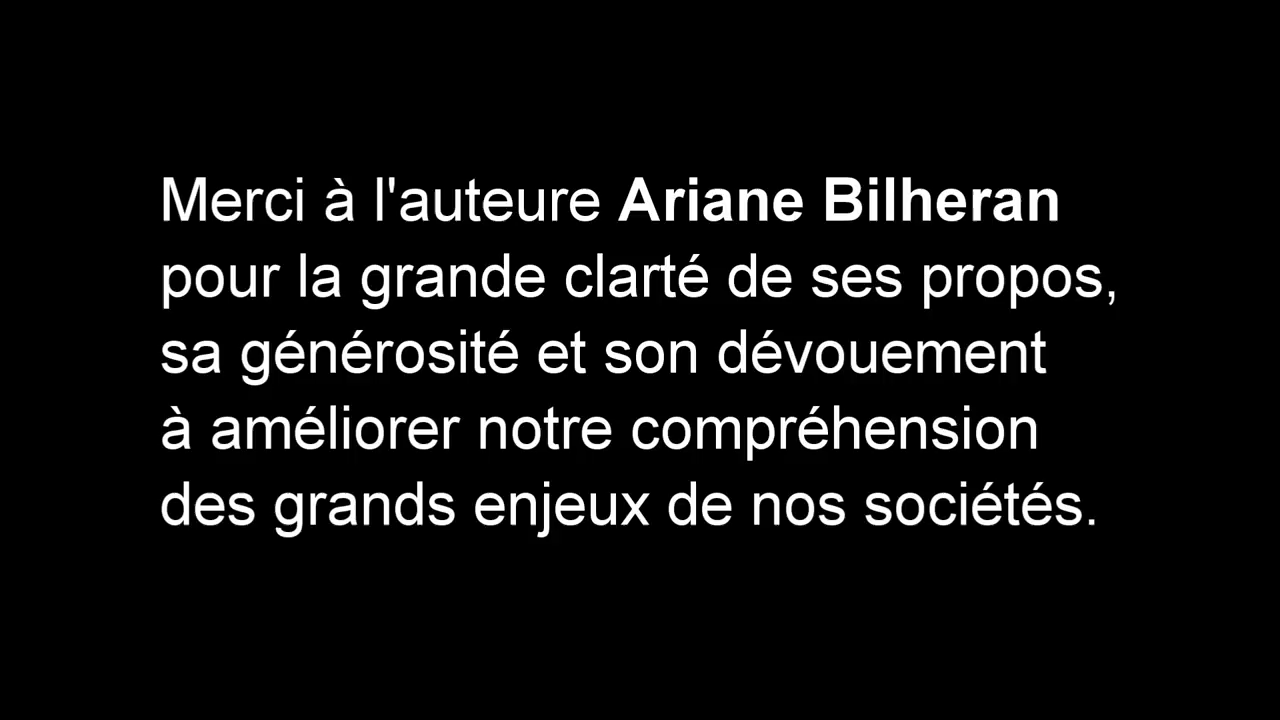 Merci à l'auteure Ariane Bilheran
pour la grande clarté de ses propos,
sa générosité et son dévouement
à améliorer notre compréhension
des grands enjeux de nos sociétés.